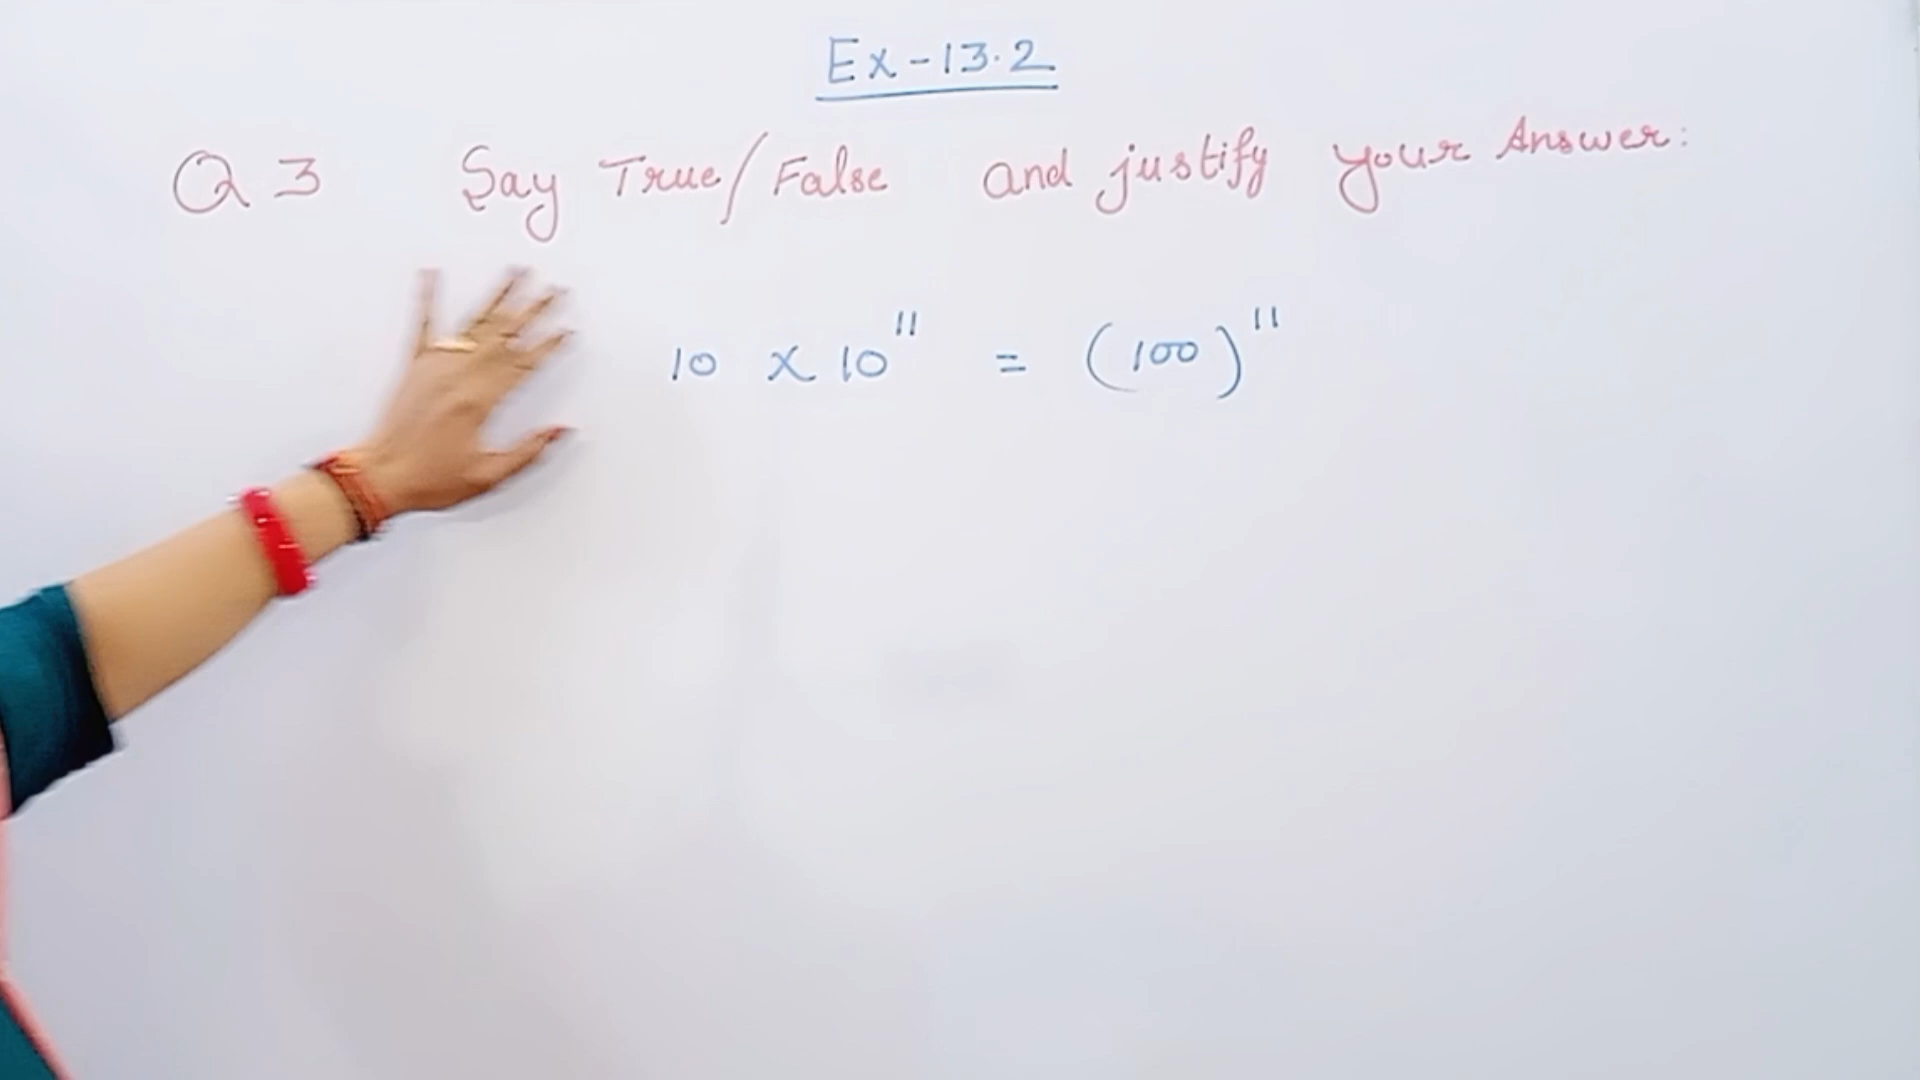 Ex-13.2
Q3 Say True/False and justify your Answer:
10 x 10¹¹ = (100)¹¹